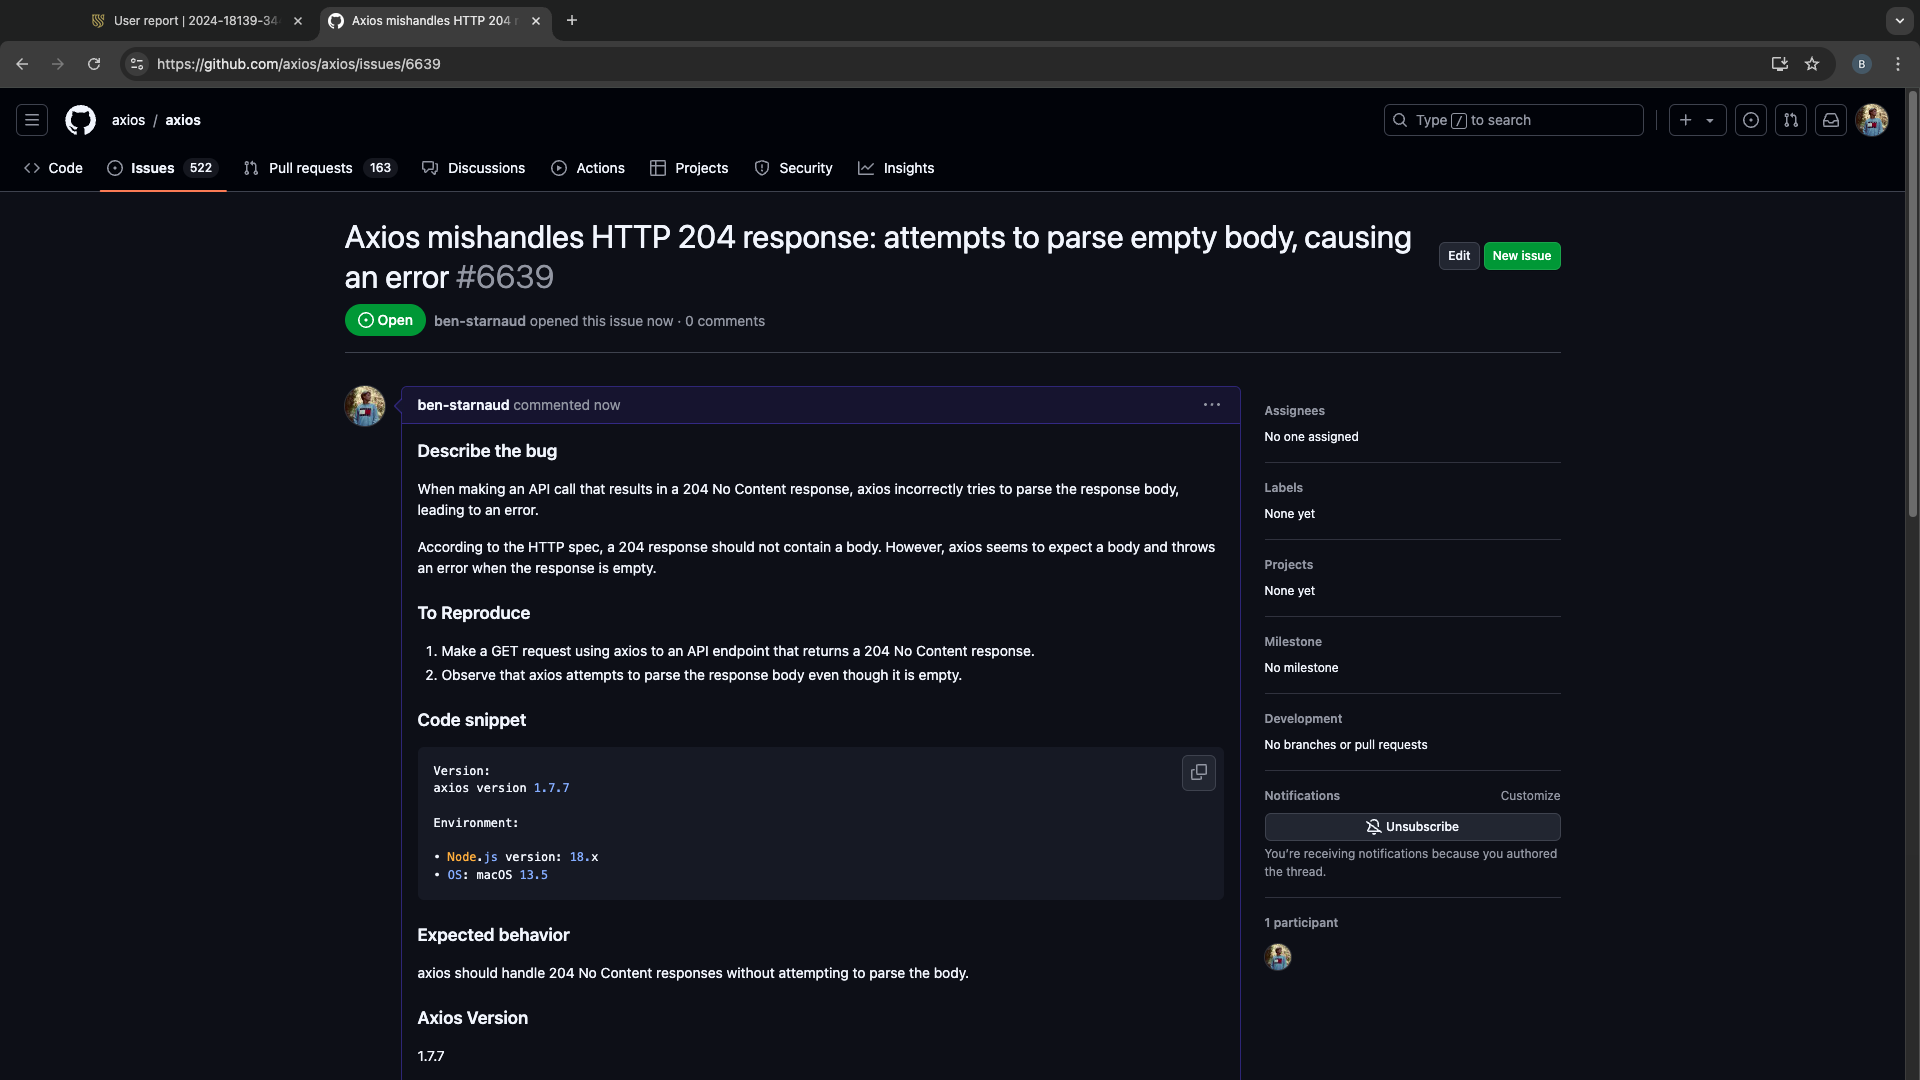 User report | 2024-18139-34
Axios mishandles HTTP 204
https://github.com/axios/axios/issues/6639
B
axios / axios
Type / to search
Code
Issues 522
Pull requests 163
Discussions
Actions
Projects
Security
Insights
Axios mishandles HTTP 204 response: attempts to parse empty body, causing
an error #6639
Edit
New issue
Open
ben-starnaud opened this issue now · 0 comments
ben-starnaud commented now
Describe the bug
When making an API call that results in a 204 No Content response, axios incorrectly tries to parse the response body,
leading to an error.
According to the HTTP spec, a 204 response should not contain a body. However, axios seems to expect a body and throws
an error when the response is empty.
To Reproduce
1. Make a GET request using axios to an API endpoint that returns a 204 No Content response.
2. Observe that axios attempts to parse the response body even though it is empty.
Code snippet
Version:
axios version 1.7.7
Environment:
• Node.js version: 18.x
• OS: macOS 13.5
Expected behavior
axios should handle 204 No Content responses without attempting to parse the body.
Axios Version
1.7.7
Assignees
No one assigned
Labels
None yet
Projects
None yet
Milestone
No milestone
Development
No branches or pull requests
Notifications
Customize
Unsubscribe
You're receiving notifications because you authored
the thread.
1 participant